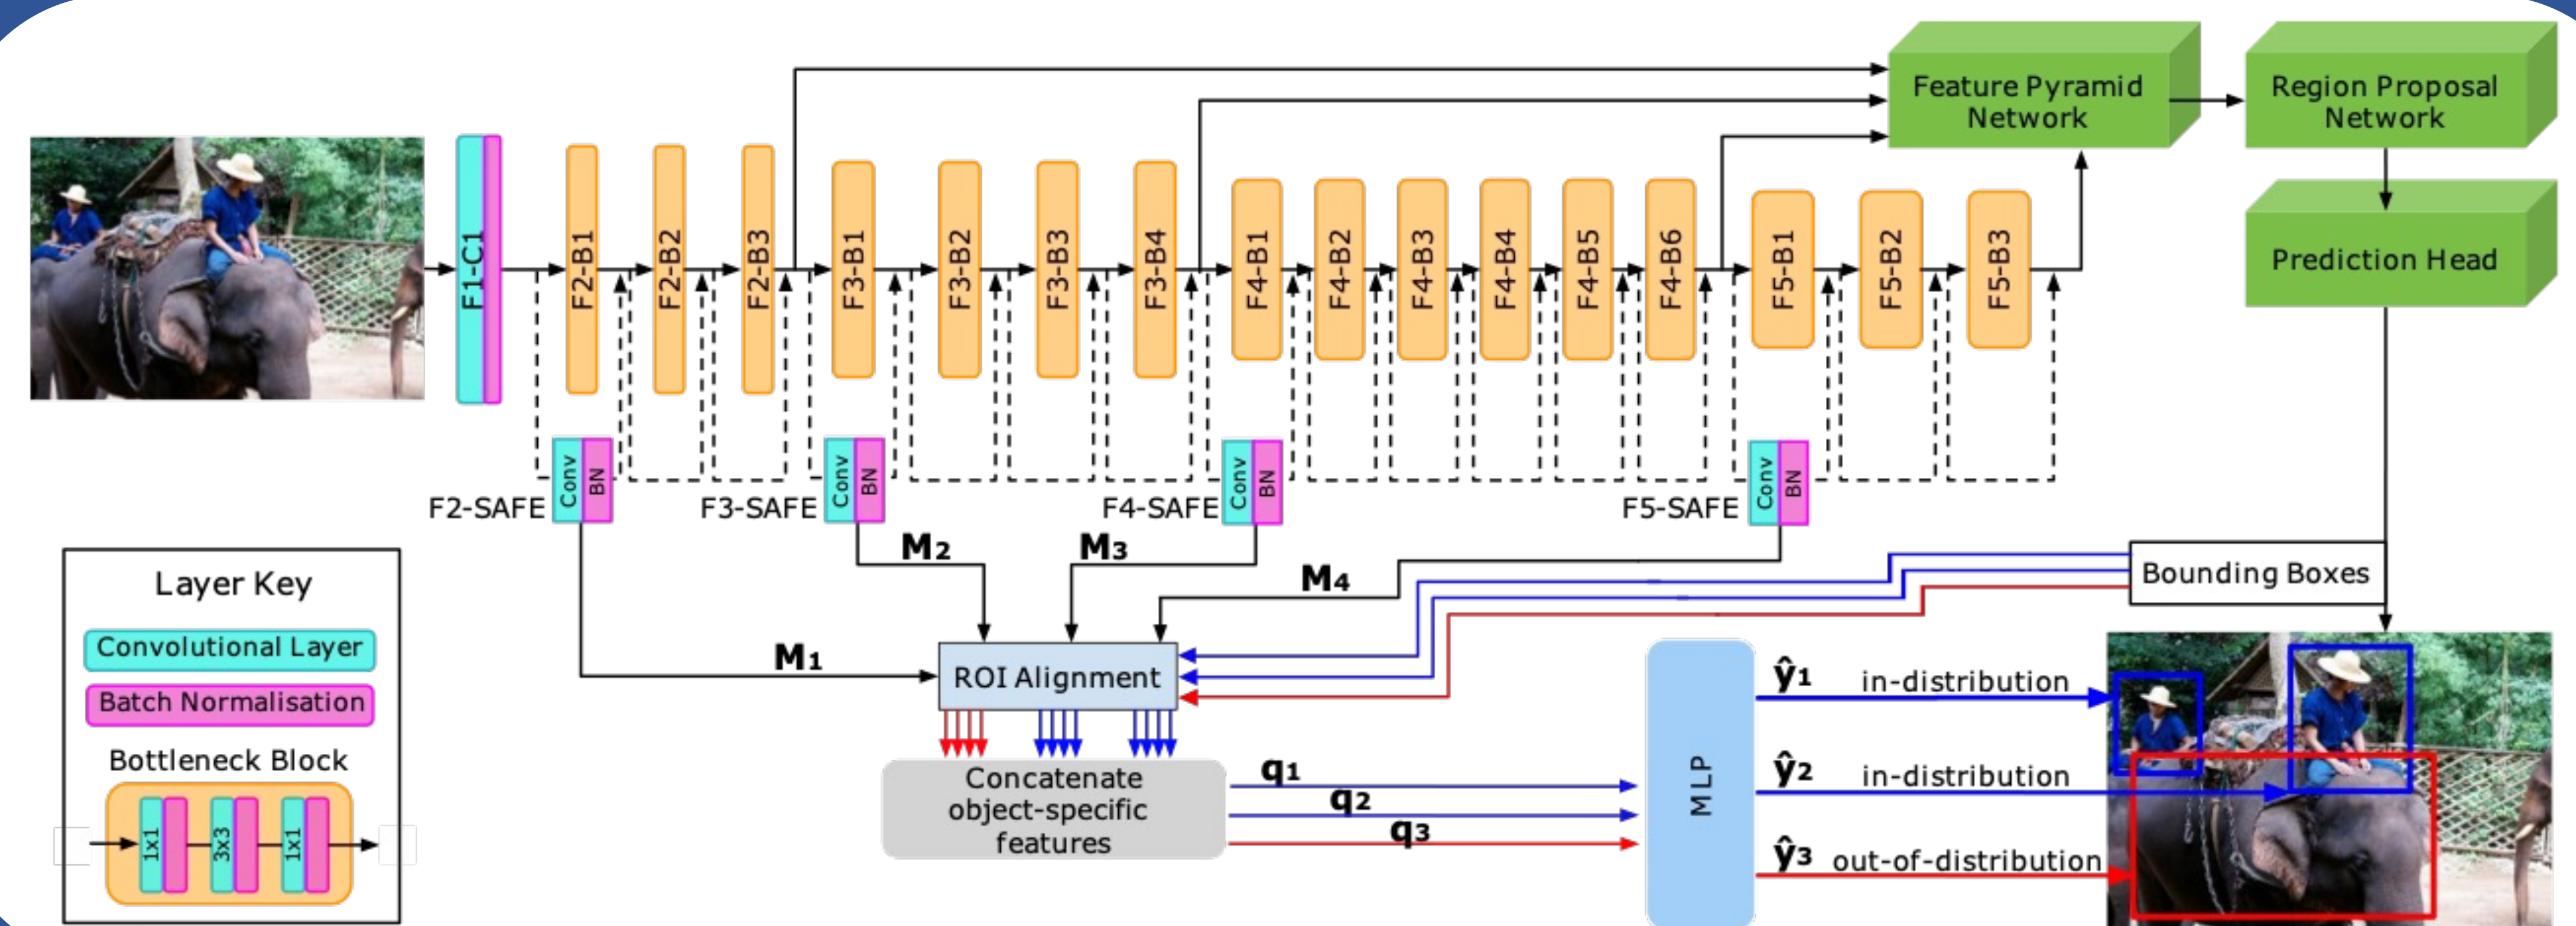 Feature Pyramid
Network
Region Proposal
Network
Prediction Head
F1-C1
F2-B1
F2-B2
F2-B3
F3-B1
F3-B2
F3-B3
F3-B4
F4-B1
F4-B2
F4-B3
F4-B4
F4-B5
F4-B6
F5-B1
F5-B2
F5-B3
F2-SAFE
Conv
BN
F3-SAFE
Conv
BN
F4-SAFE
Conv
BN
F5-SAFE
Conv
BN
M1
M2
M3
M4
Bounding Boxes
ROI Alignment
Concatenate
object-specific
features
q1
q2
q3
MLP
ŷ1 in-distribution
ŷ2 in-distribution
ŷ3 out-of-distribution
Layer Key
Convolutional Layer
Batch Normalisation
Bottleneck Block
1x1
3x3
1x1